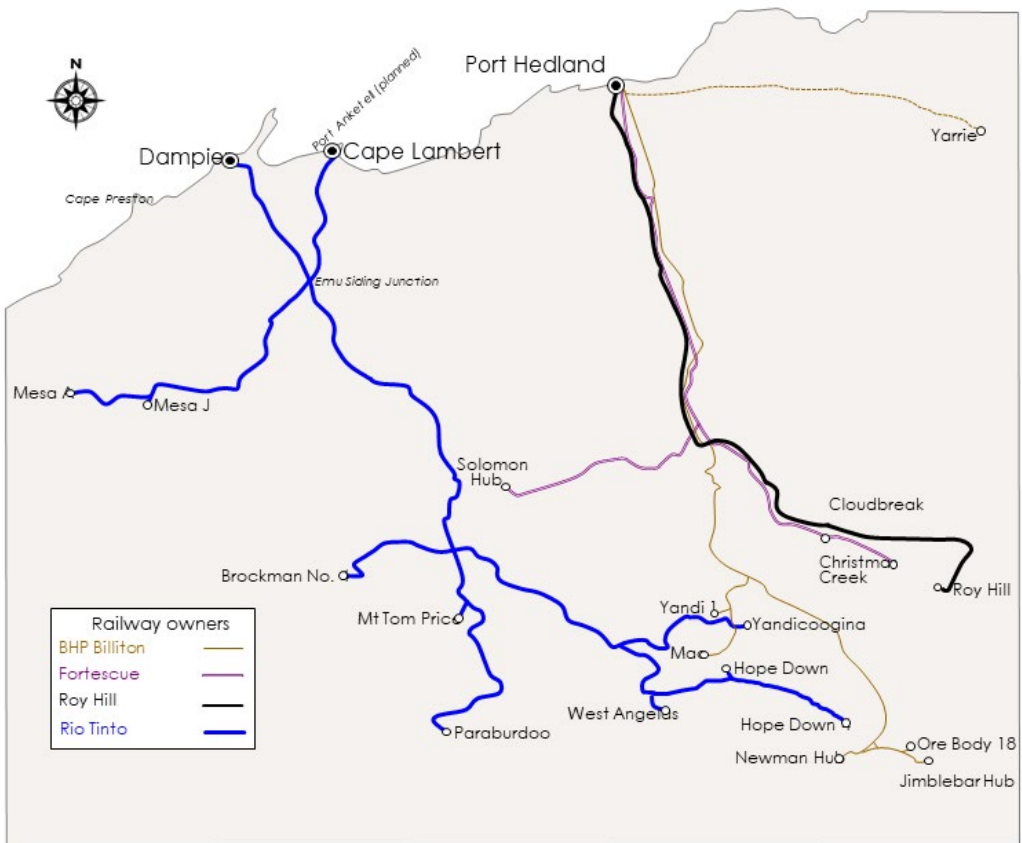 N
Port Hedland
Port Anketell (planned)
Yarrie
Dampie
Cape Lambert
Cape Preston
Emu Siding Junction
Mesa A
Mesa J
Solomon
Hub
Cloudbreak
Christma
Creek
Roy Hill
Brockman No.
Mt Tom Price
Yandi 1
Yandicoogina
Mac
Hope Down
West Angelas
Hope Down
Paraburdoo
Newman Hub
Ore Body 18
Jimblebar Hub
Railway owners
BHP Billiton
Fortescue
Roy Hill
Rio Tinto